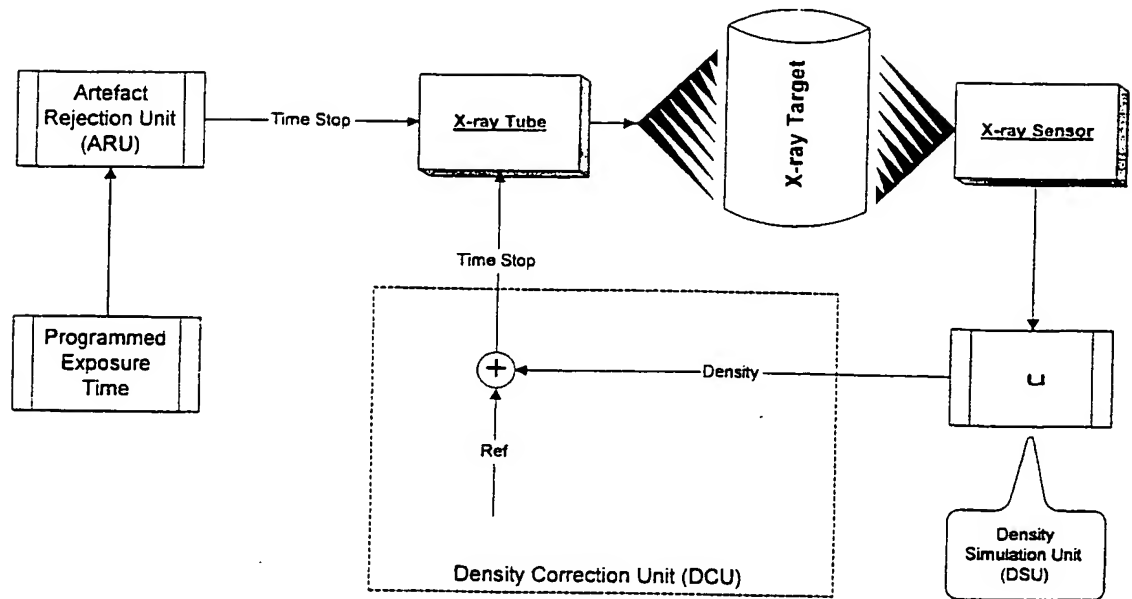 Artefact
Rejection Unit
(ARU)
Time Stop
X-ray Tube
X-ray Target
X-ray Sensor
Time Stop
Programmed
Exposure
Time
+
Density
u
Ref
Density
Simulation Unit
(DSU)
Density Correction Unit (DCU)